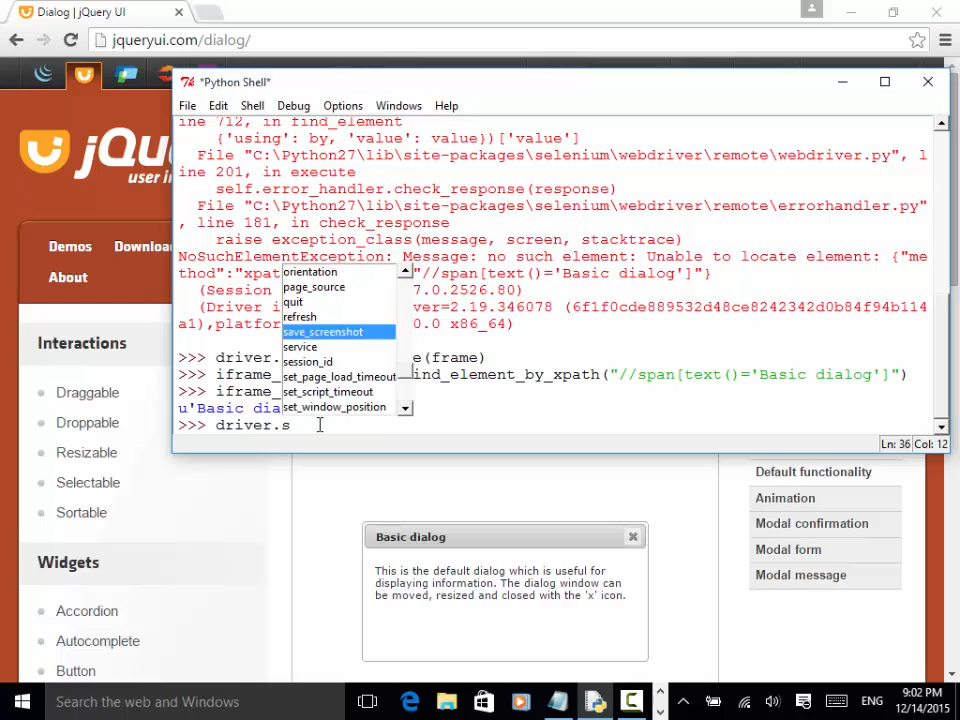 Dialog | jQuery UI
jqueryui.com/dialog/
*Python Shell*
File Edit Shell Debug Options Windows Help
ine 712, in find_element
{'using': by, 'value': value})['value']
File "C:\Python27\lib\site-packages\selenium\webdriver\remote\webdriver.py", l
ine 201, in execute
self.error_handler.check_response(response)
File "C:\Python27\lib\site-packages\selenium\webdriver\remote\errorhandler.py"
, line 181, in check_response
raise exception_class(message, screen, stacktrace)
NoSuchElementException: Message: no such element: Unable to locate element: {"me
thod":"xpat "//span[text()='Basic dialog']"}
(Session 7.0.2526.80)
(Driver i ver=2.19.346078 (6f1f0cde889532d48ce8242342d0b84f94b114
a1),platfor 0.0 x86_64)
>>> driver. e(frame)
>>> iframe_ ind_element_by_xpath("//span[text()='Basic dialog']")
>>> iframe_
u'Basic dia
>>> driver.s
orientation
page_source
quit
refresh
save_screenshot
service
session_id
set_page_load_timeout
set_script_timeout
set_window_position
Ln: 36 Col: 12
jQue
user in
Demos Download
About
Interactions
Draggable
Droppable
Resizable
Selectable
Sortable
Widgets
Accordion
Autocomplete
Button
Basic dialog
This is the default dialog which is useful for
displaying information. The dialog window can
be moved, resized and closed with the 'x' icon.
Default functionality
Animation
Modal confirmation
Modal form
Modal message
Search the web and Windows
ENG
9:02 PM
12/14/2015